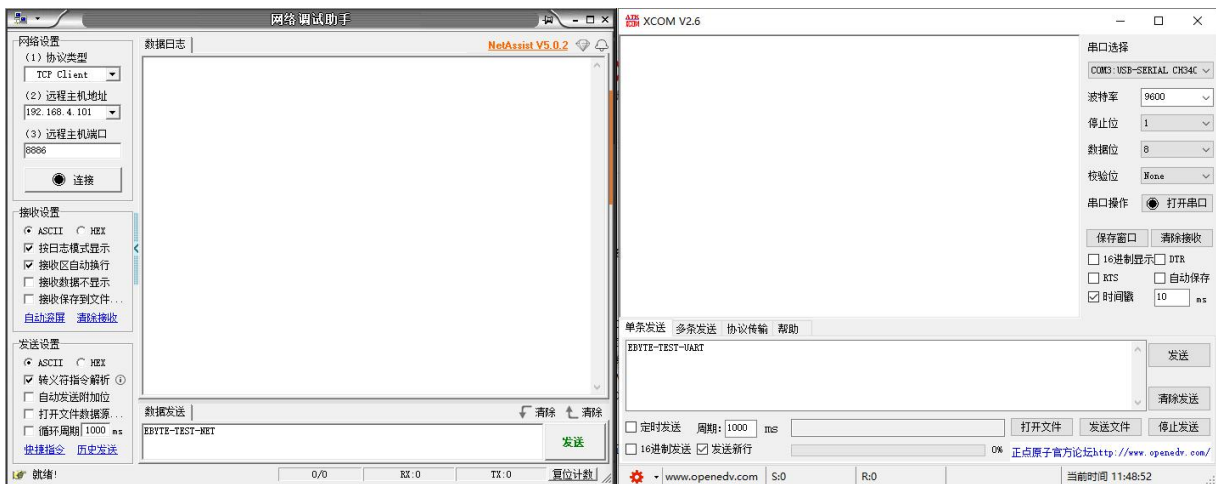 网络调试助手
网络设置
(1) 协议类型
TCP Client
(2) 远程主机地址
192.168.4.101
(3) 远程主机端口
8886
连接
接收设置
ASCII HEX
按日志模式显示
接收区自动换行
接收数据不显示
接收保存到文件...
自动滚屏 清除接收
发送设置
ASCII HEX
转义符指令解析
自动发送附加位
打开文件数据源...
循环周期 1000 ms
快捷指令 历史发送
数据日志
NetAssist V5.0.2
数据发送
清除 清除
EBYTE-TEST-NET
发送
就绪!
0/0
RX:0
TX:0
复位计数
XCOM V2.6
串口选择
COM3:USB-SERIAL CH34C
波特率 9600
停止位 1
数据位 8
校验位 None
串口操作 打开串口
保存窗口 清除接收
16进制显示 DTR
RTS 自动保存
时间戳 10 ms
单条发送 多条发送 协议传输 帮助
EBYTE-TEST-UART
发送
清除发送
定时发送 周期: 1000 ms
打开文件 发送文件 停止发送
16进制发送 发送新行
0%
正点原子官方论坛http://www.openedv.com/
www.openedv.com
S:0
R:0
当前时间 11:48:52